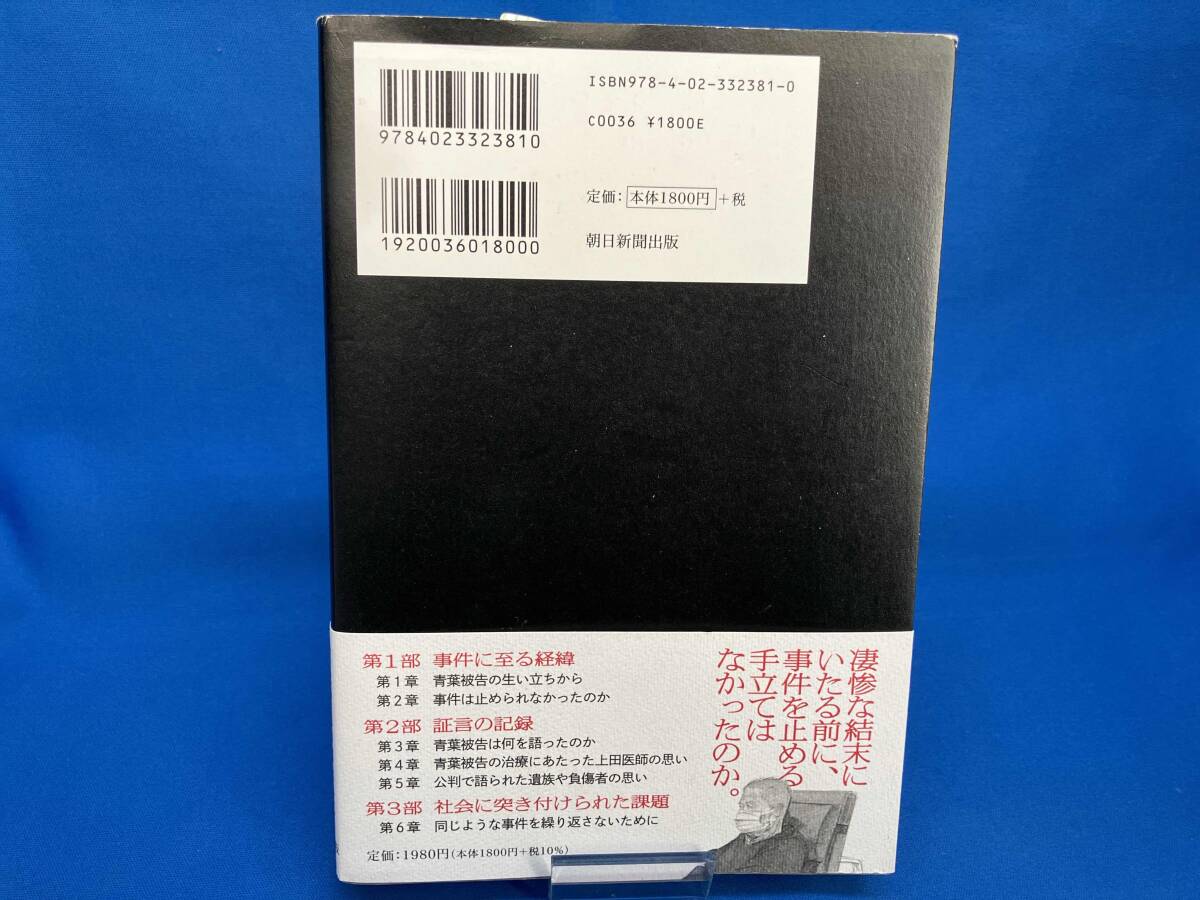 ISBN978-4-02-332381-0
C0036 ¥1800E
9784023323810
定価：本体1800円＋税
1920036018000
朝日新聞出版
凄惨な結末に
いたる前に、
事件を止める
手立ては
なかったのか。
第1部 事件に至る経緯
第1章 青葉被告の生い立ちから
第2章 事件は止められなかったのか
第2部 証言の記録
第3章 青葉被告は何を語ったのか
第4章 青葉被告の治療にあたった上田医師の思い
第5章 公判で語られた遺族や負傷者の思い
第3部 社会に突き付けられた課題
第6章 同じような事件を繰り返さないために
定価：1980円（本体1800円＋税10%）